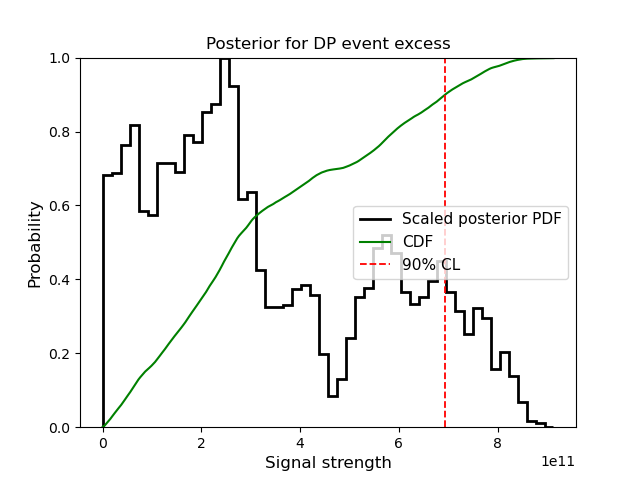 Posterior for DP event excess
1.0
0.8
0.6
0.4
0.2
0.0
Probability
Scaled posterior PDF
CDF
90% CL
0 2 4 6 8
1e11
Signal strength